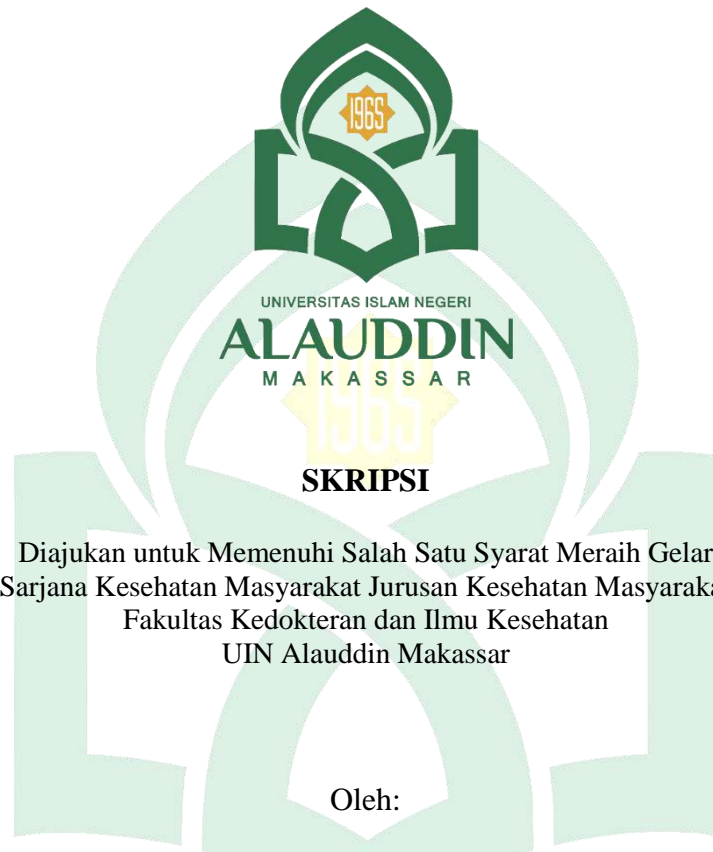 1965
UNIVERSITAS ISLAM NEGERI
ALAUDDIN
MAKASSAR
1965
SKRIPSI
Diajukan untuk Memenuhi Salah Satu Syarat Meraih Gelar
Sarjana Kesehatan Masyarakat Jurusan Kesehatan Masyaraka
Fakultas Kedokteran dan Ilmu Kesehatan
UIN Alauddin Makassar
Oleh: